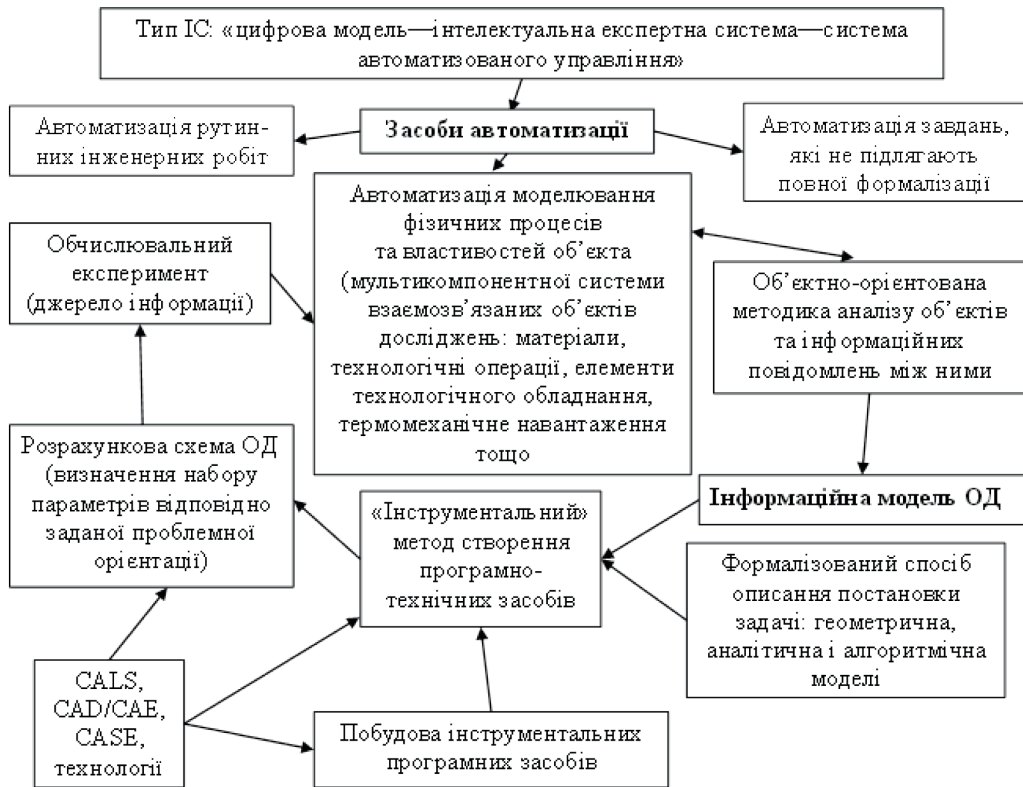 Тип ІС: «цифрова модель—інтелектуальна експертна система—система
автоматизованого управління»
Автоматизація рутин-
них інженерних робіт
Засоби автоматизації
Автоматизація завдань,
які не підлягають
повної формалізації
Автоматизація моделювання
фізичних процесів
та властивостей об’єкта
(мультикомпонентної системи
взаємозв’язаних об’єктів
досліджень: матеріали,
технологічні операції, елементи
технологічного обладнання,
термомеханічне навантаження
тощо
Обчислювальний
експеримент
(джерело інформації)
Об’єктно-орієнтована
методика аналізу об’єктів
та інформаційних
повідомлень між ними
Розрахункова схема ОД
(визначення набору
параметрів відповідно
заданої проблемної
орієнтації)
Інформаційна модель ОД
«Інструментальний»
метод створення
програмно-
технічних засобів
Формалізований спосіб
описання постановки
задачі: геометрична,
аналітична і алгоритмічна
моделі
CALS,
CAD/CAE,
CASE,
технології
Побудова інструментальних
програмних засобів